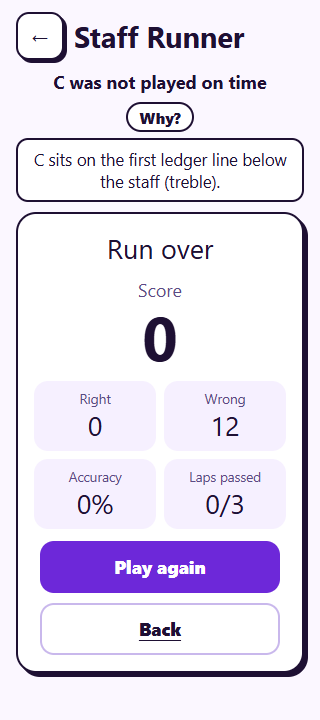 ←
Staff Runner
C was not played on time
Why?
C sits on the first ledger line below
the staff (treble).
Run over
Score
0
Right
0
Wrong
12
Accuracy
0%
Laps passed
0/3
Play again
Back